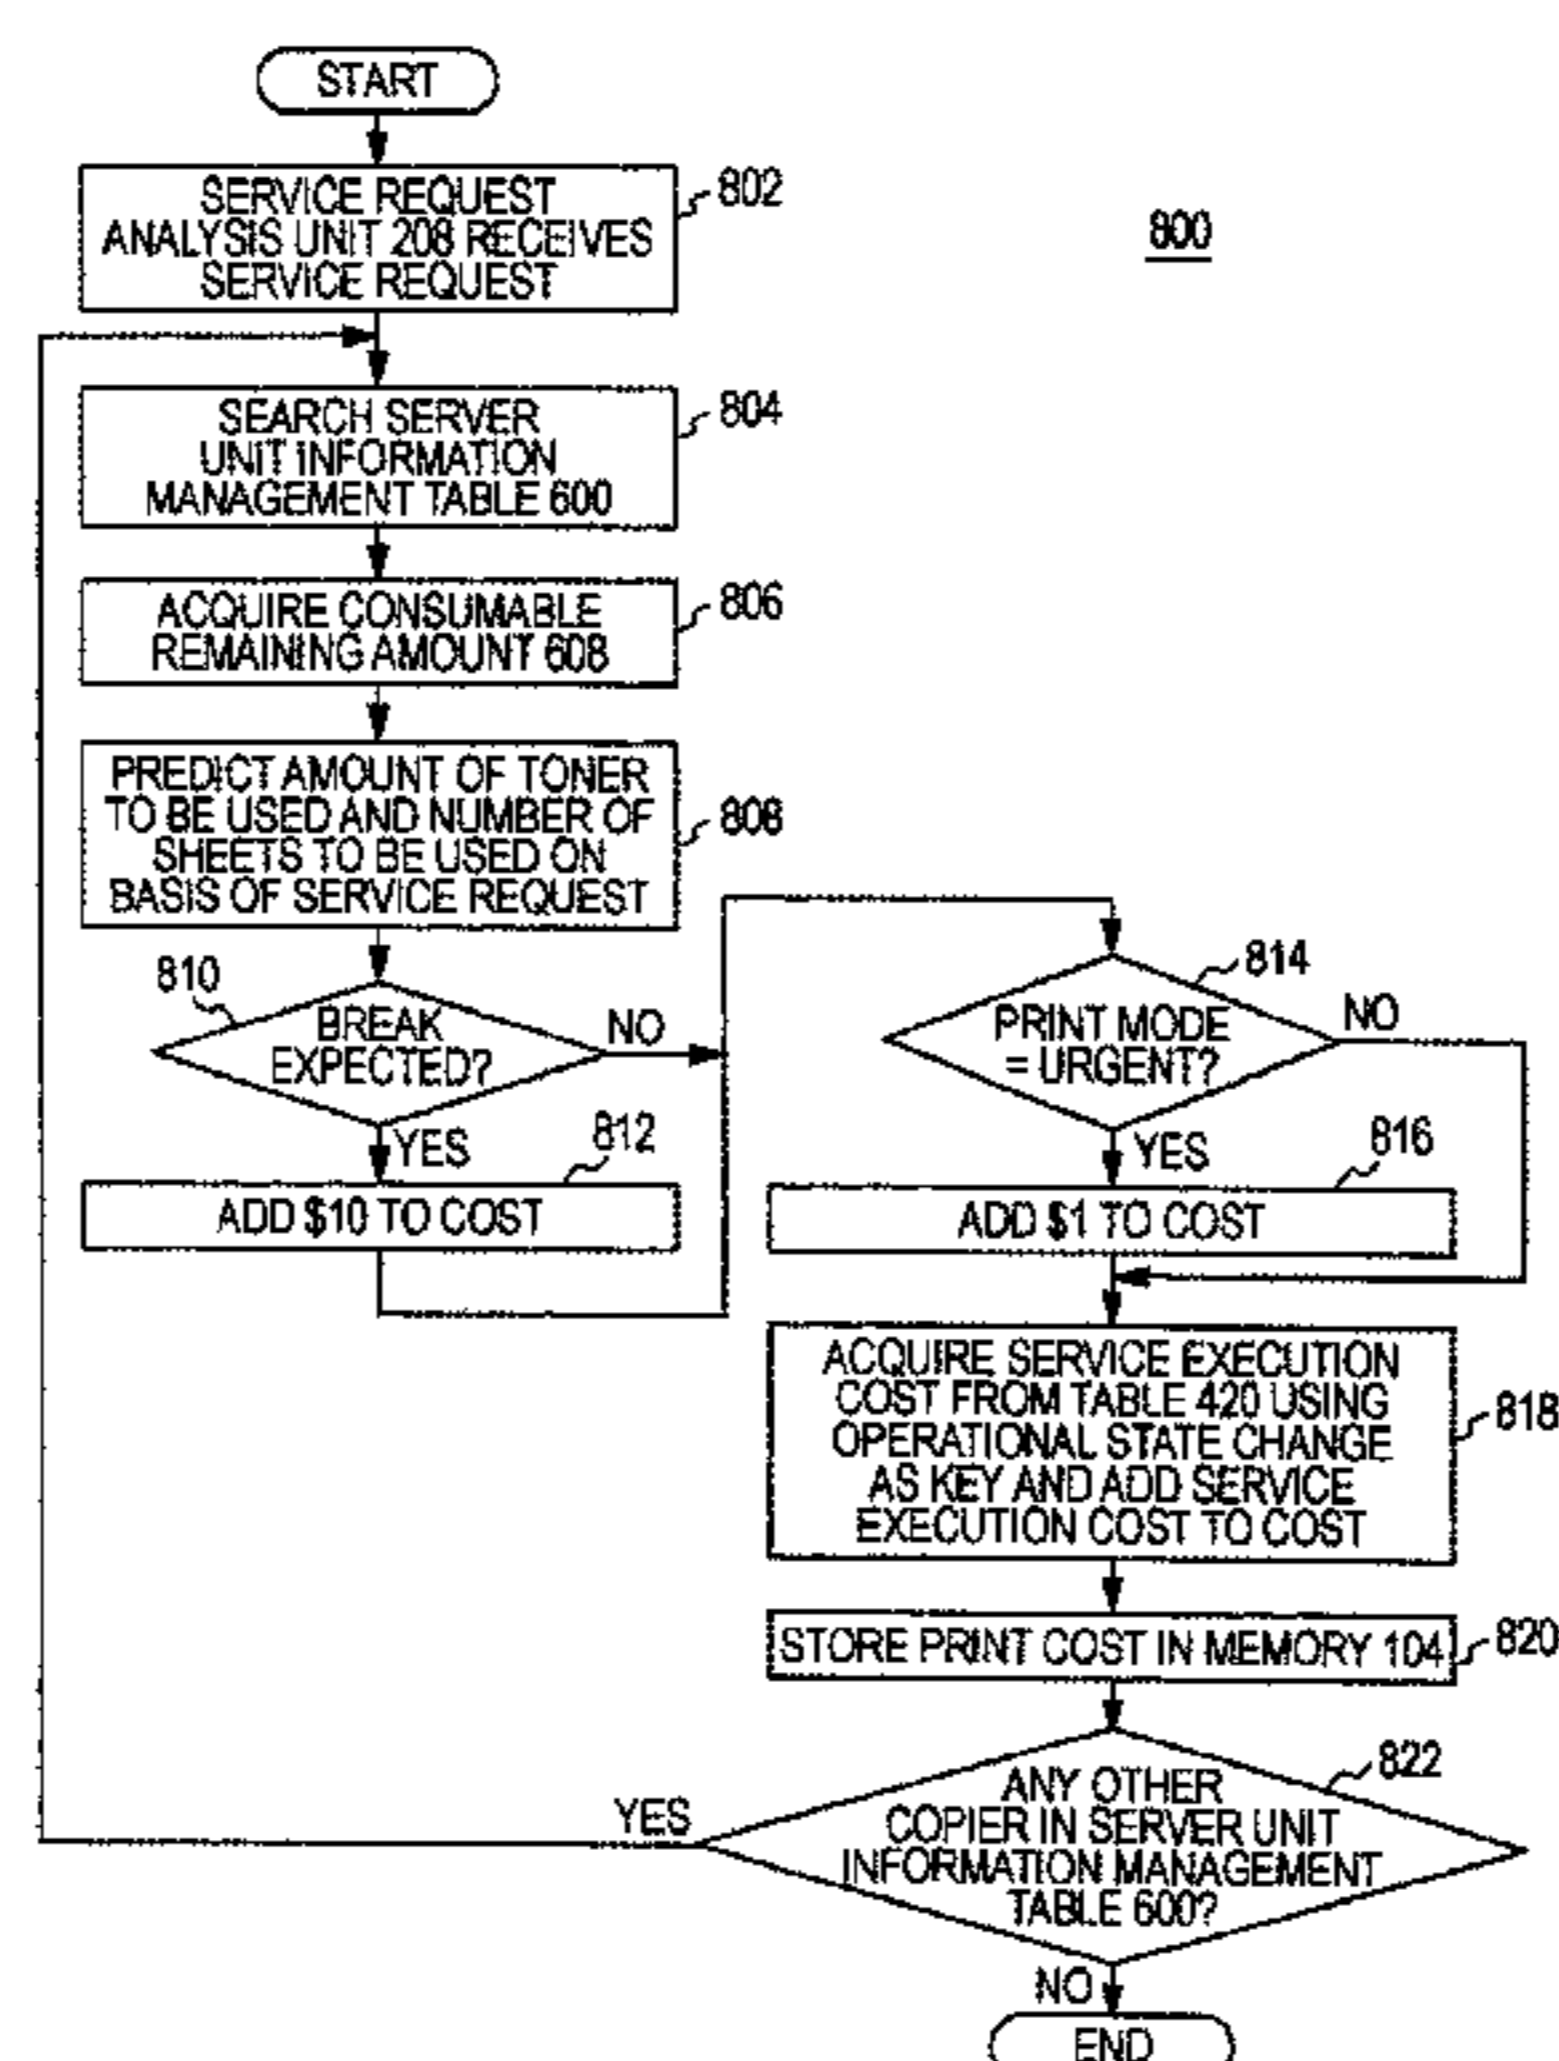 START
SERVICE REQUEST
ANALYSIS UNIT 208 RECEIVES
SERVICE REQUEST
802
800
SEARCH SERVER
UNIT INFORMATION
MANAGEMENT TABLE 600
804
ACQUIRE CONSUMABLE
REMAINING AMOUNT 608
806
PREDICT AMOUNT OF TONER
TO BE USED AND NUMBER OF
SHEETS TO BE USED ON
BASIS OF SERVICE REQUEST
808
810
BREAK
EXPECTED?
NO
YES
812
ADD $10 TO COST
814
PRINT MODE
= URGENT?
NO
YES
816
ADD $1 TO COST
ACQUIRE SERVICE EXECUTION
COST FROM TABLE 420 USING
OPERATIONAL STATE CHANGE
AS KEY AND ADD SERVICE
EXECUTION COST TO COST
818
STORE PRINT COST IN MEMORY 104
820
822
ANY OTHER
COPIER IN SERVER UNIT
INFORMATION MANAGEMENT
TABLE 600?
YES
NO
END